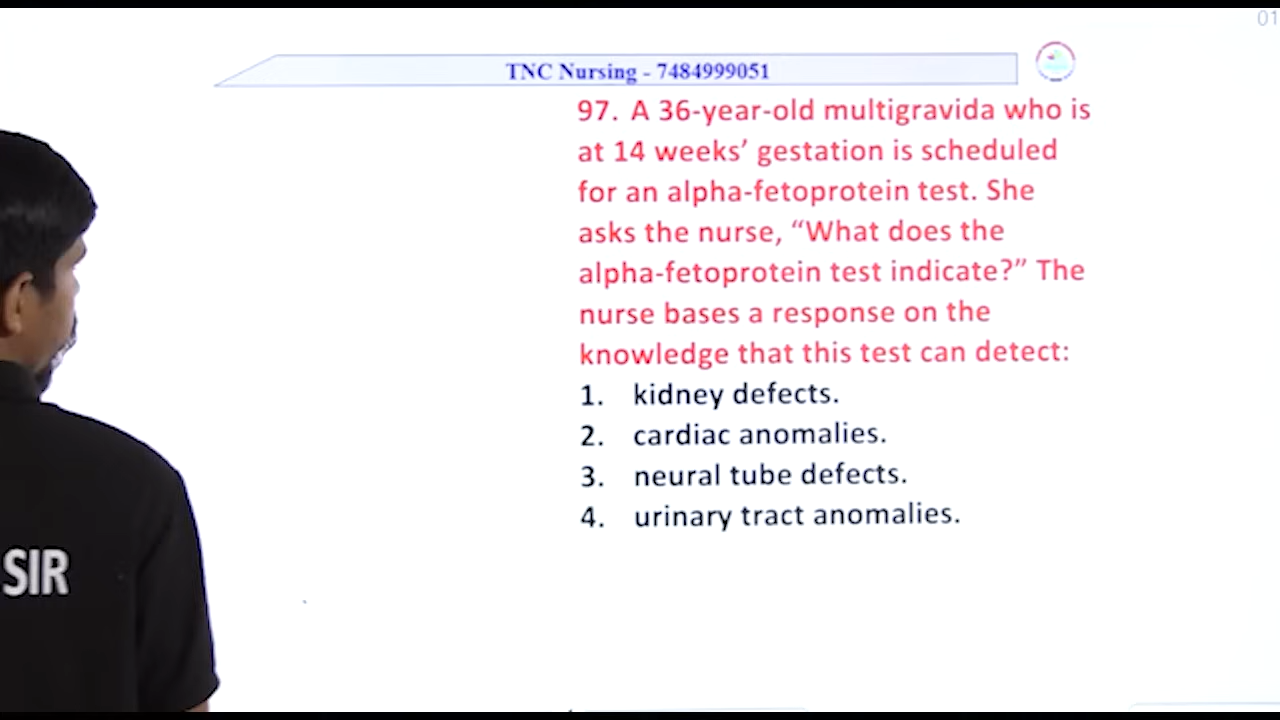 01
TNC Nursing - 7484999051
97. A 36-year-old multigravida who is
at 14 weeks’ gestation is scheduled
for an alpha-fetoprotein test. She
asks the nurse, “What does the
alpha-fetoprotein test indicate?” The
nurse bases a response on the
knowledge that this test can detect:
1. kidney defects.
2. cardiac anomalies.
3. neural tube defects.
4. urinary tract anomalies.
SIR